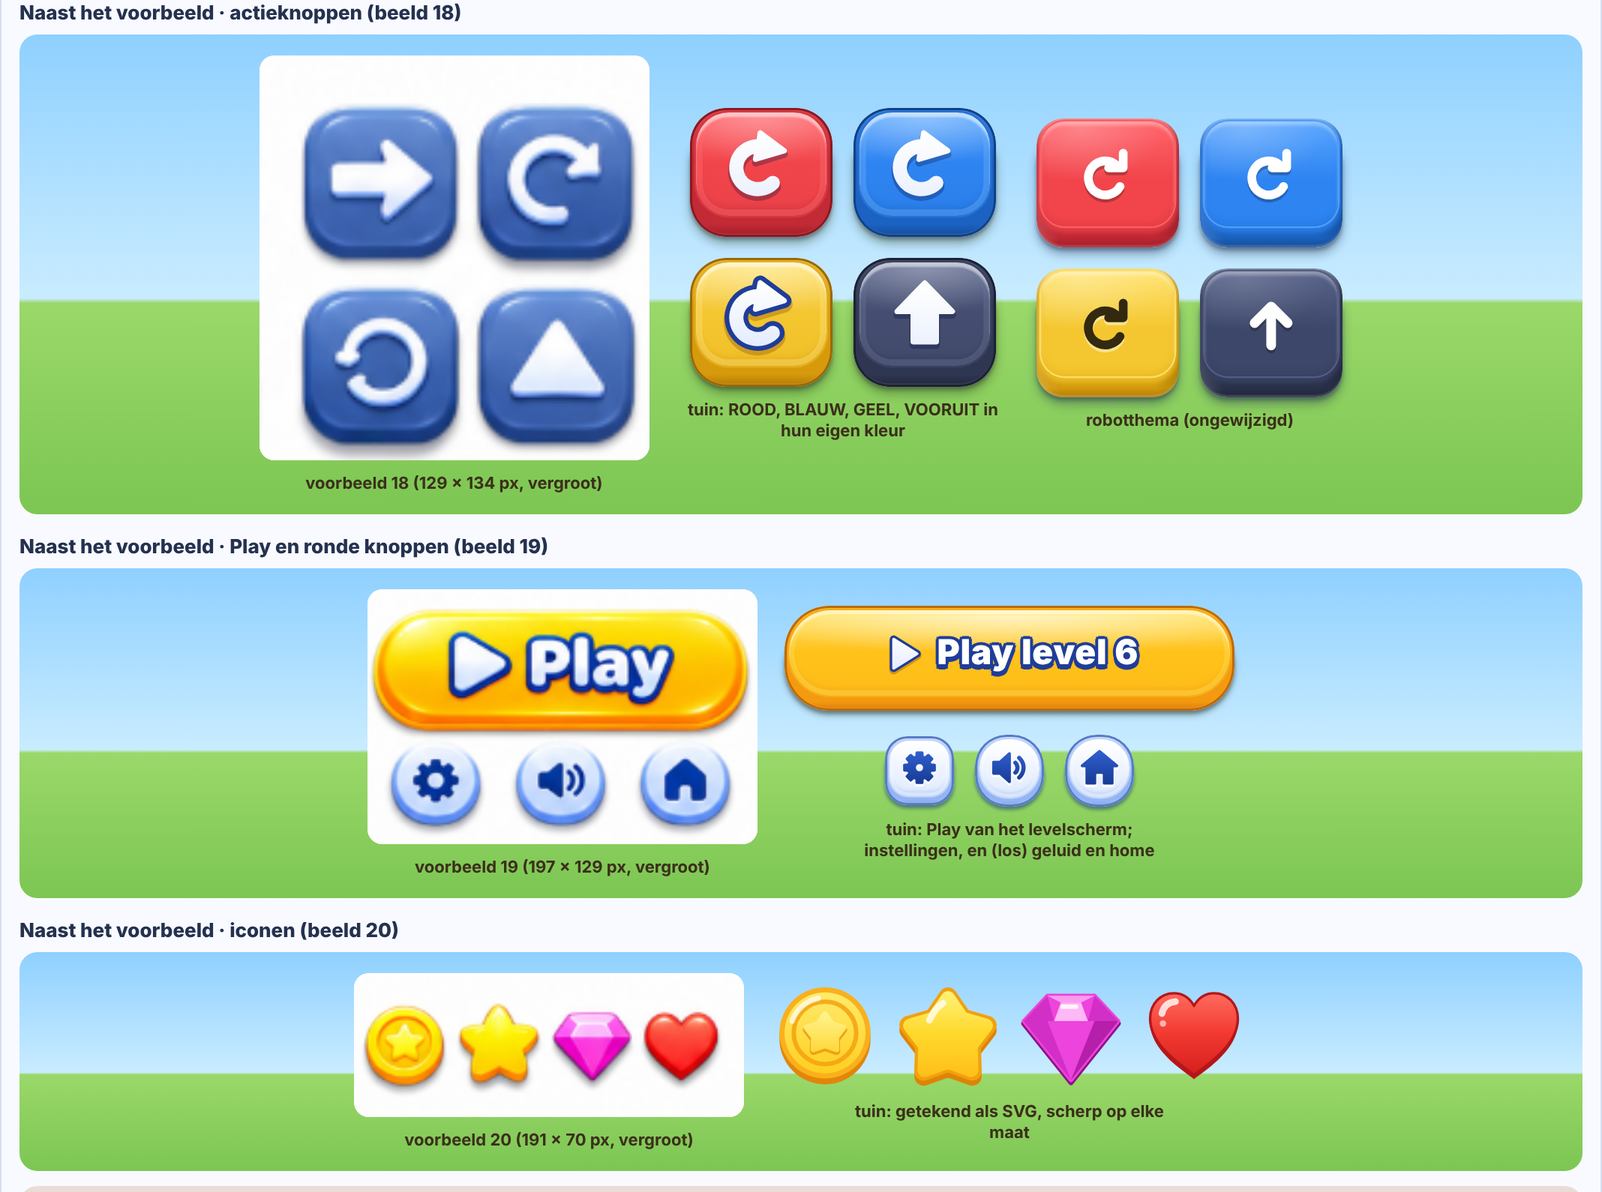 Naast het voorbeeld · actieknoppen (beeld 18)
tuin: ROOD, BLAUW, GEEL, VOORUIT in
hun eigen kleur
robotthema (ongewijzigd)
voorbeeld 18 (129 × 134 px, vergroot)
Naast het voorbeeld · Play en ronde knoppen (beeld 19)
Play
Play level 6
tuin: Play van het levelscherm;
instellingen, en (los) geluid en home
voorbeeld 19 (197 × 129 px, vergroot)
Naast het voorbeeld · iconen (beeld 20)
tuin: getekend als SVG, scherp op elke
maat
voorbeeld 20 (191 × 70 px, vergroot)